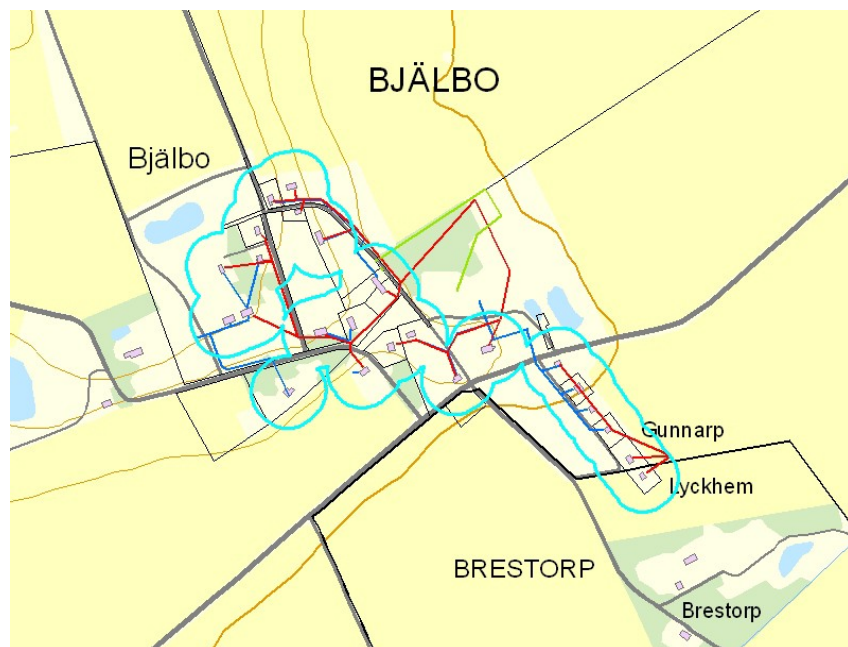 BJÄLBO
Bjälbo
Gunnarp
Lyckhem
BRESTORP
Brestorp